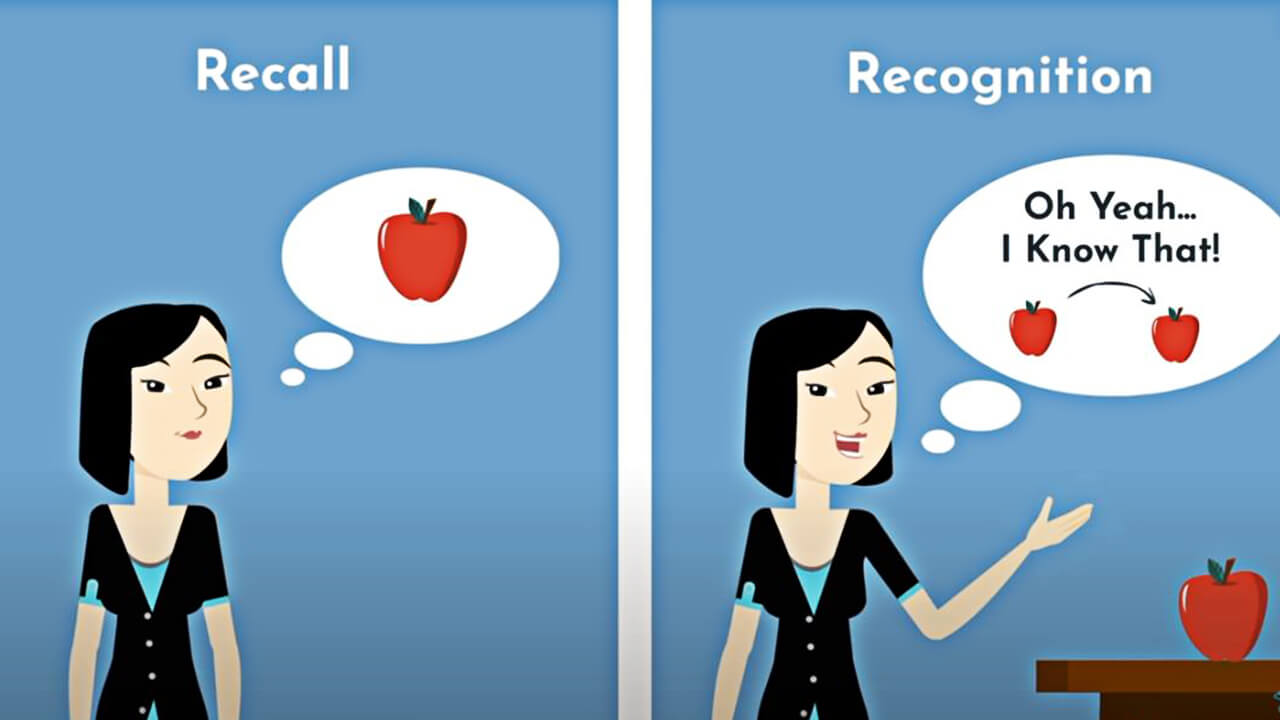 Recall
Recognition
Oh Yeah...
I Know That!